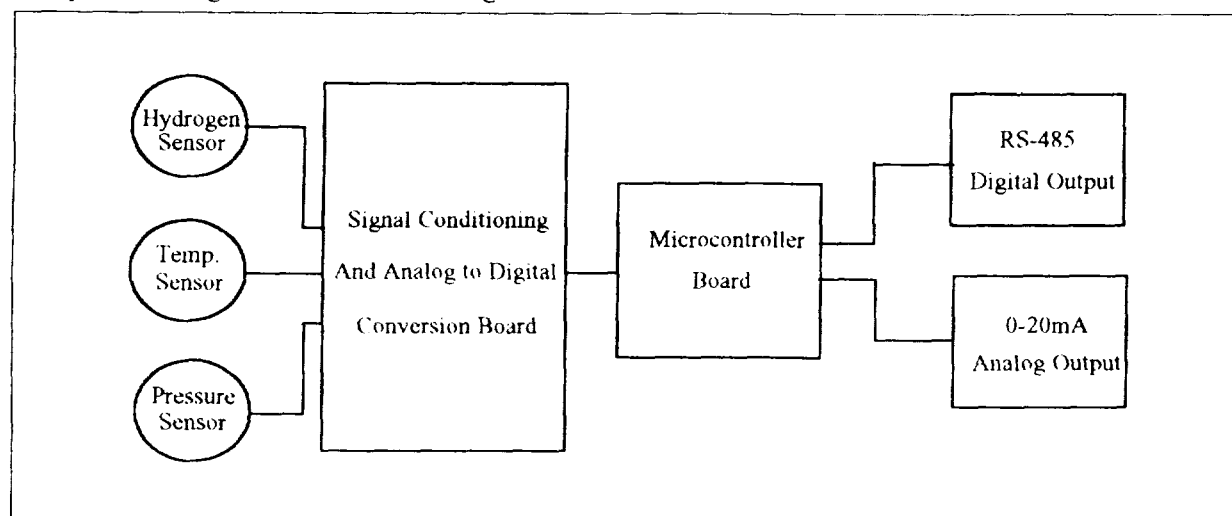 Hydrogen
Sensor
Temp.
Sensor
Pressure
Sensor
Signal Conditioning
And Analog to Digital
Conversion Board
Microcontroller
Board
RS-485
Digital Output
0-20mA
Analog Output